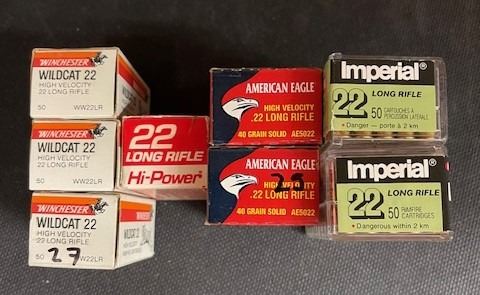 WINCHESTER
WILDCAT 22
HIGH VELOCITY
22 LONG RIFLE
50 WW22LR
WINCHESTER
WILDCAT 22
HIGH VELOCITY
22 LONG RIFLE
50 WW22LR
WINCHESTER
WILDCAT 22
HIGH VELOCITY
22 LONG RIFLE
50 27 WW22LR
22
LONG RIFLE
Hi-Power
AMERICAN EAGLE
HIGH VELOCITY
.22 LONG RIFLE
40 GRAIN SOLID AE5022
AMERICAN EAGLE
HIGH VELOCITY
.22 LONG RIFLE
40 GRAIN SOLID AE5022
Imperial®
22 LONG RIFLE
50 CARTOUCHES À
PERCUSSION LATERALE
• Danger — porte à 2 km
Imperial®
22 LONG RIFLE
50 RIMFIRE
CARTRIDGES
• Dangerous within 2 km